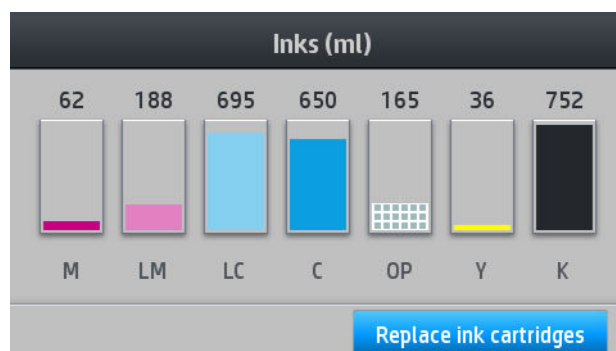 Inks (ml)
62 188 695 650 165 36 752
M LM LC C OP Y K
Replace ink cartridges